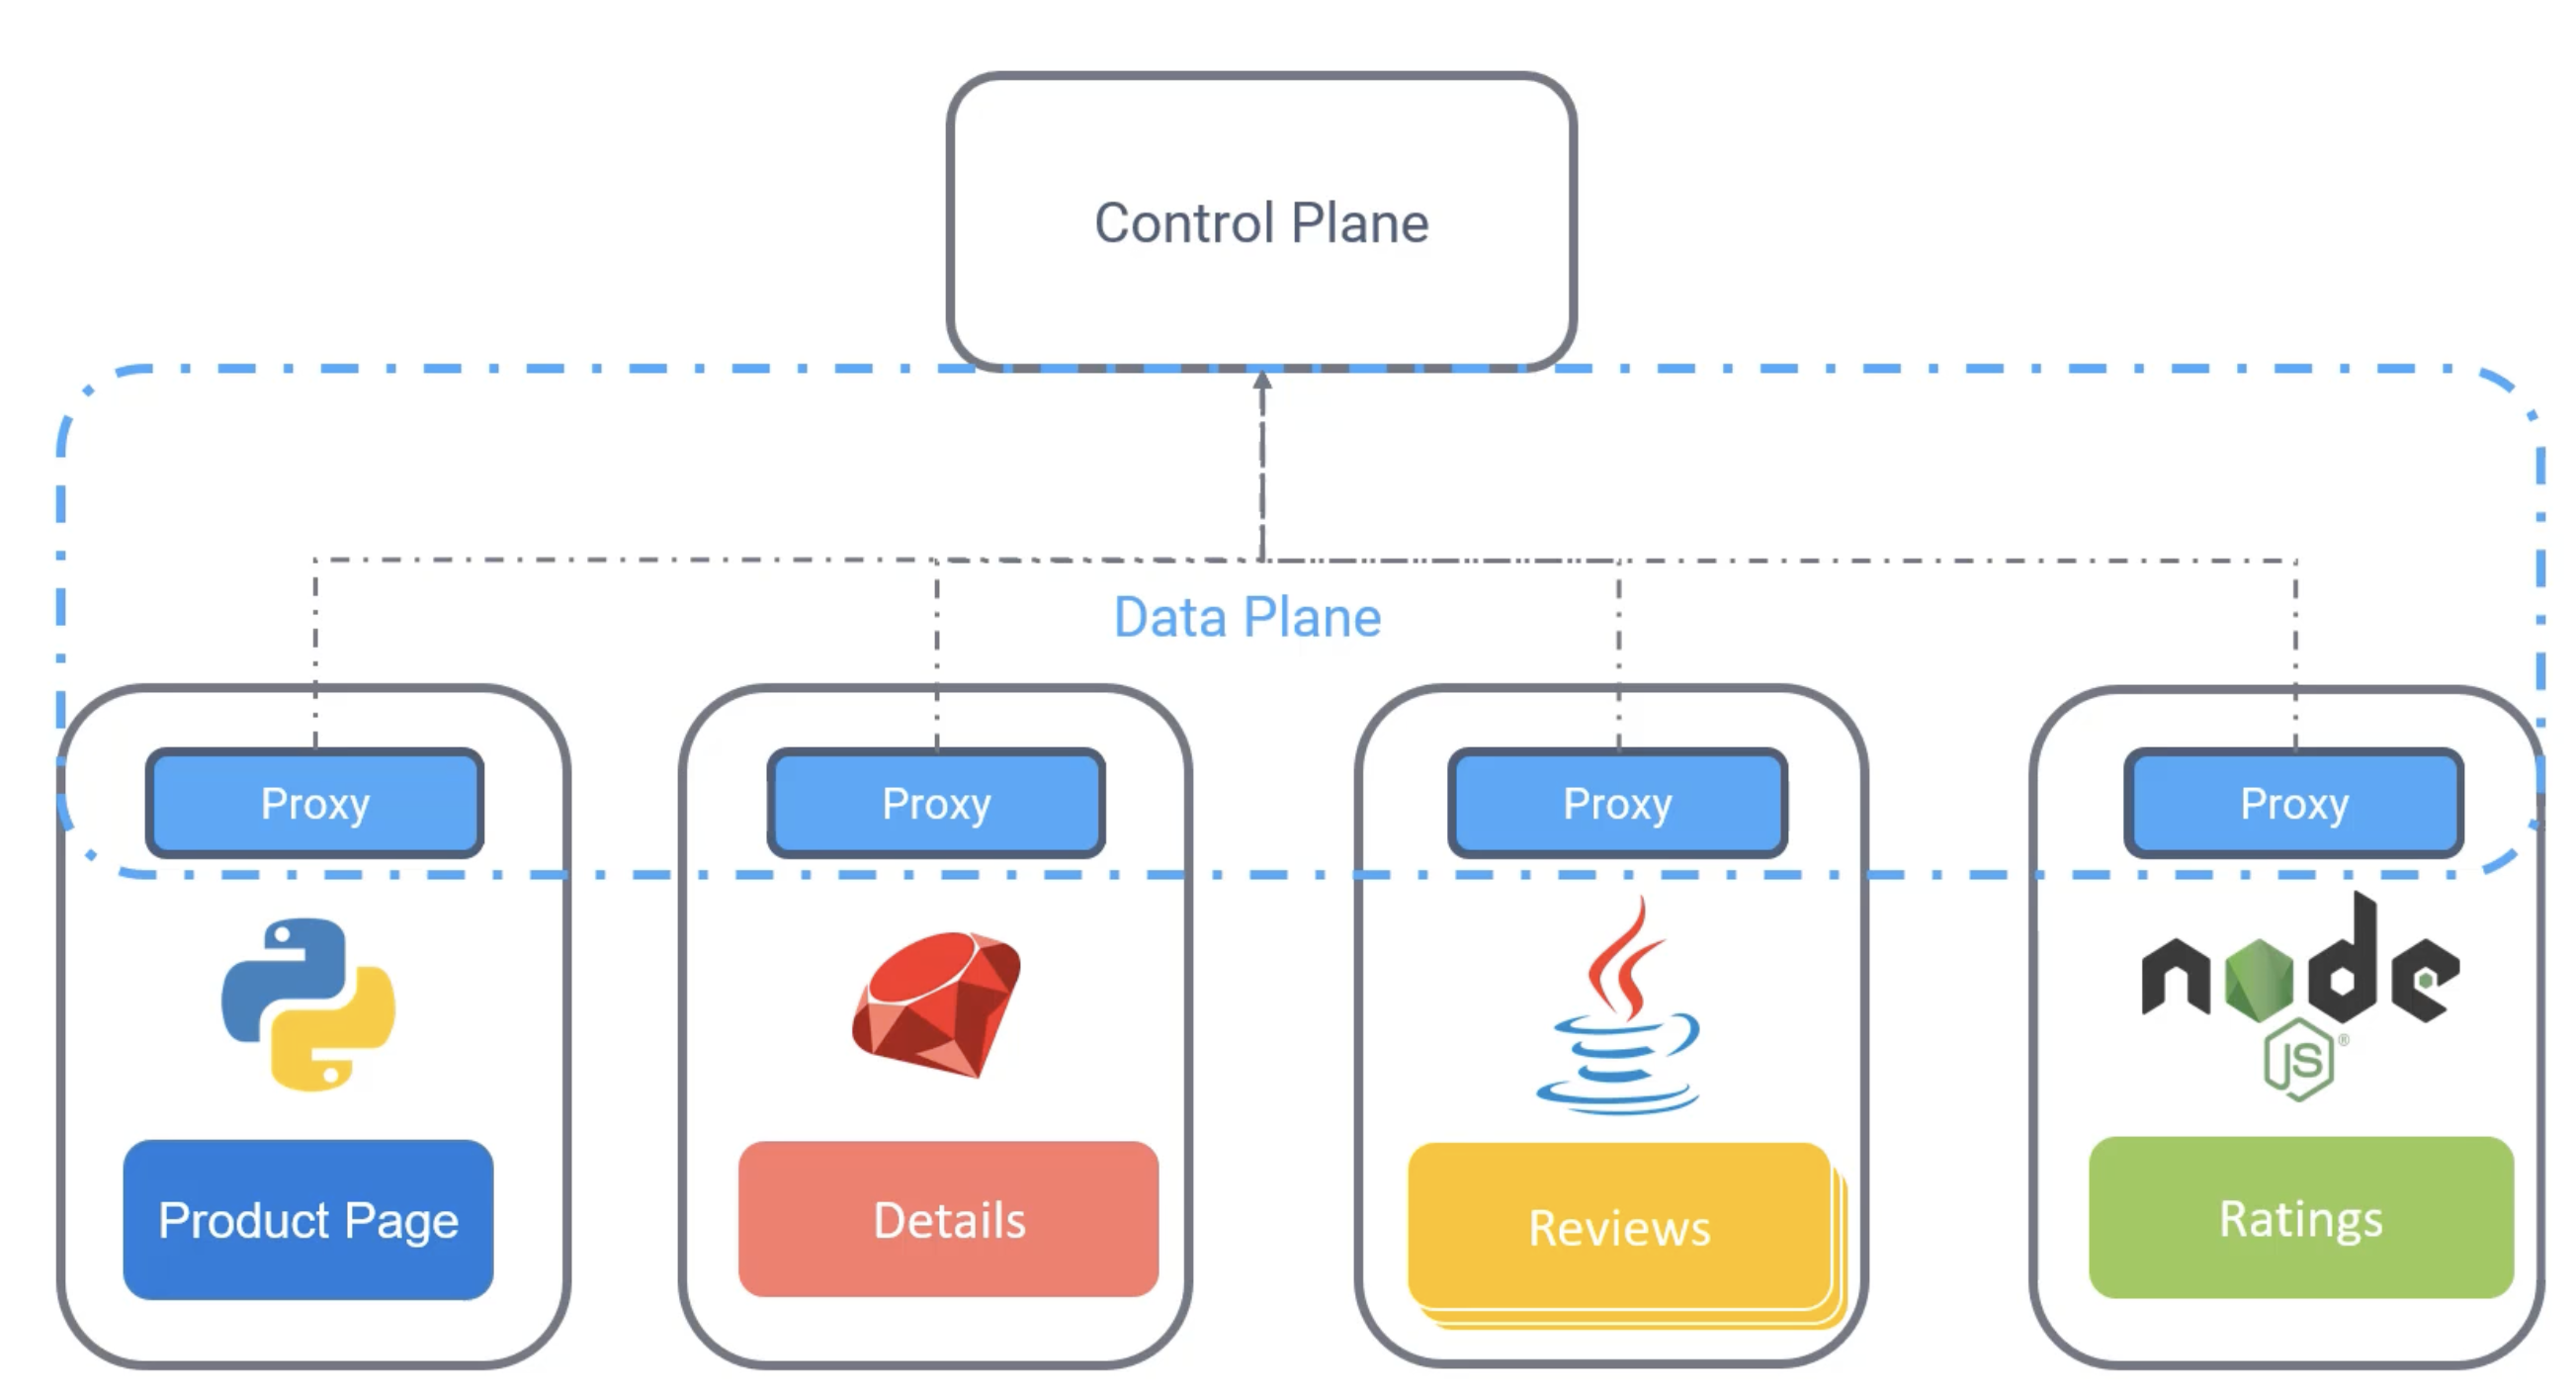 Control Plane
Data Plane
Proxy
Proxy
Proxy
Proxy
node
JS®
Product Page
Details
Reviews
Ratings